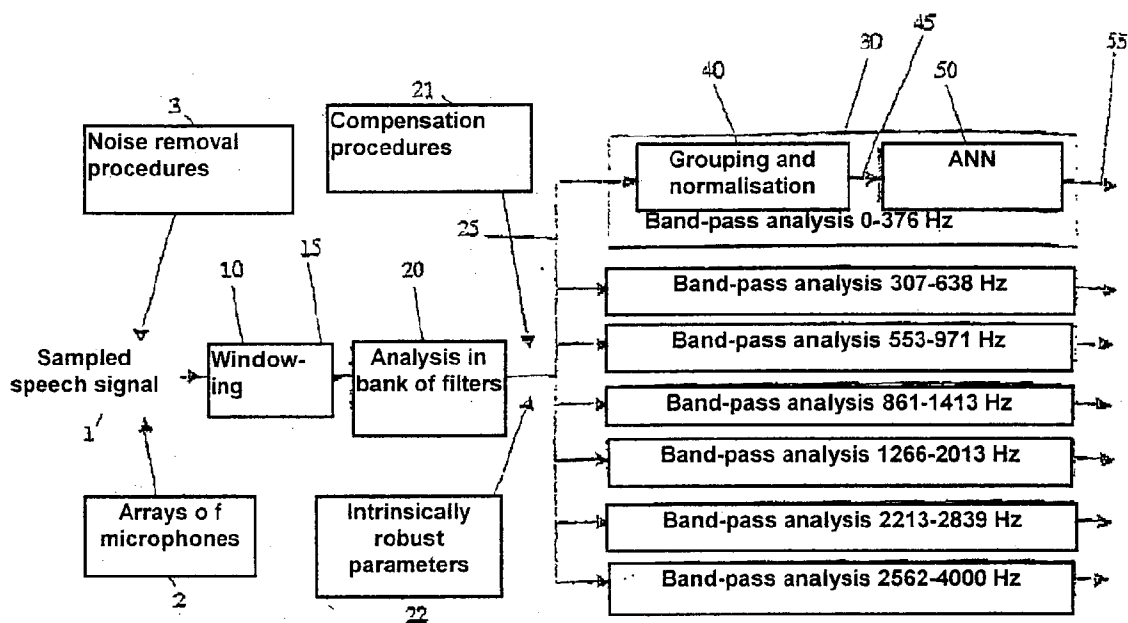 45
30
55
40
50
3
21
Noise removal
procedures
Compensation
procedures
Grouping and
normalisation
ANN
Band-pass analysis 0-376 Hz
25
15
10
20
Band-pass analysis 307-638 Hz
Sampled
speech signal
1
Window-
ing
Analysis in
bank of filters
Band-pass analysis 553-971 Hz
Band-pass analysis 861-1413 Hz
Band-pass analysis 1266-2013 Hz
Arrays o f
microphones
2
Intrinsically
robust
parameters
22
Band-pass analysis 2213-2839 Hz
Band-pass analysis 2562-4000 Hz